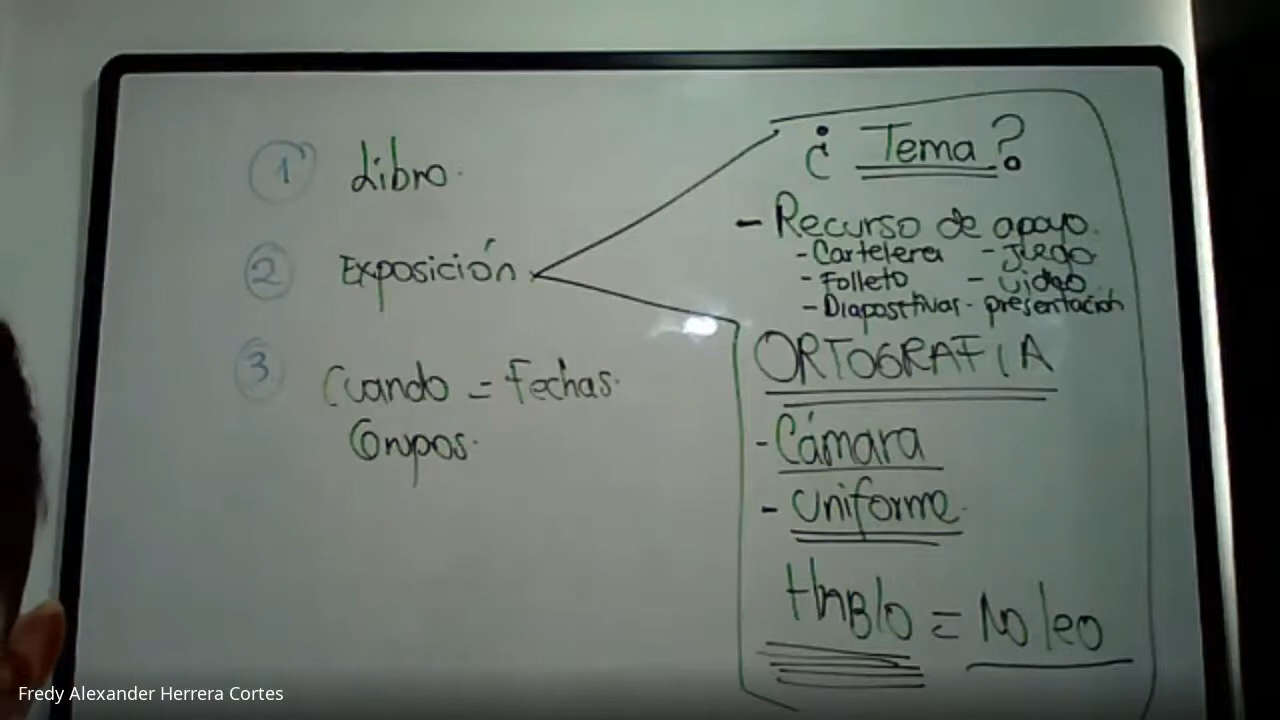 1 Libro.
2 Exposición
3 Cuando = Fechas.
Grupos.
¿ Tema ?
- Recurso de apoyo.
- Cartelera - Juego
- Folleto - video
- Diapositivas - presentación
ORTOGRAFIA
- Cámara
- Uniforme.
HABlo = No leo
Fredy Alexander Herrera Cortes